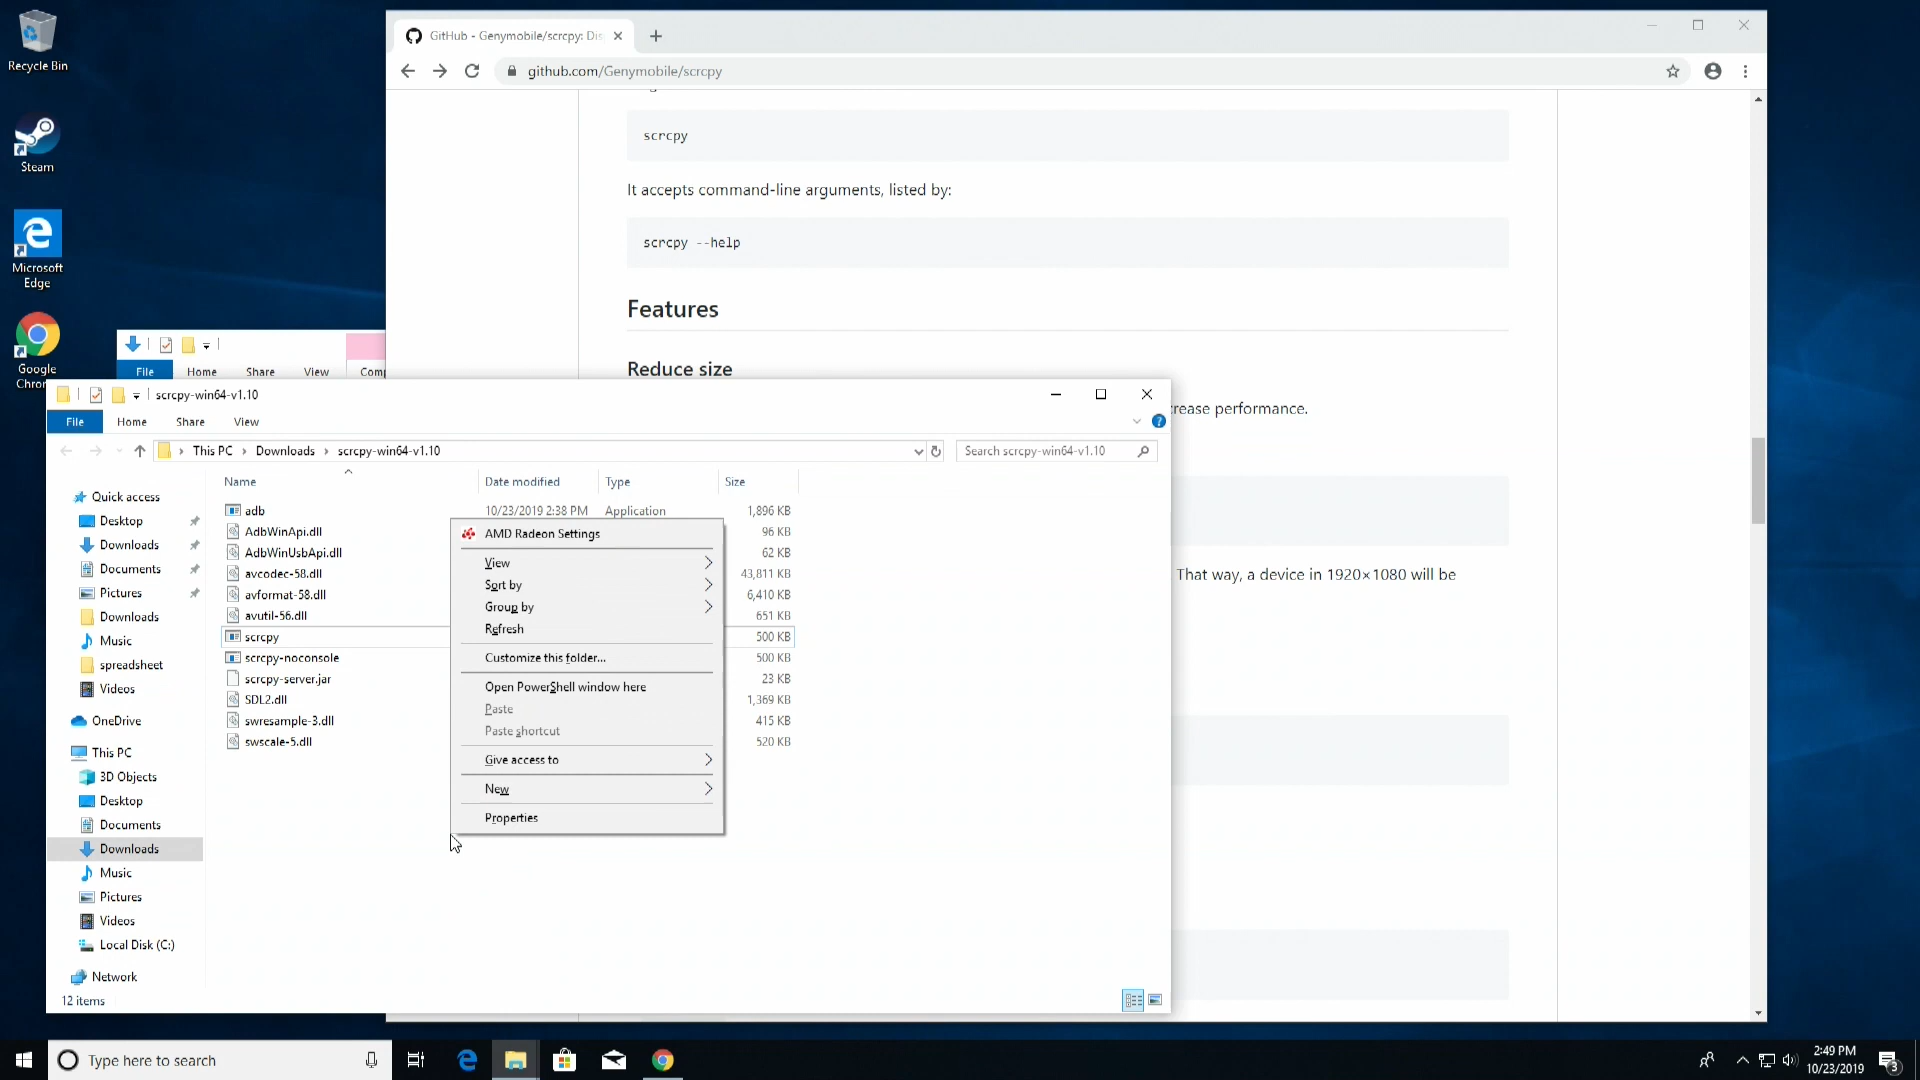 Recycle Bin
Steam
Microsoft
Edge
Google
Chro
GitHub - Genymobile/scrcpy: Dis
github.com/Genymobile/scrcpy
scrcpy
It accepts command-line arguments, listed by:
scrcpy --help
Features
Reduce size
crease performance.
That way, a device in 1920×1080 will be
File
Home
Share
View
Comp
scrcpy-win64-v1.10
File
Home
Share
View
This PC
Downloads
scrcpy-win64-v1.10
Search scrcpy-win64-v1.10
Name
Date modified
Type
Size
Quick access
Desktop
Downloads
Documents
Pictures
Downloads
Music
spreadsheet
Videos
OneDrive
This PC
3D Objects
Desktop
Documents
Downloads
Music
Pictures
Videos
Local Disk (C:)
Network
adb 10/23/2019 2:38 PM Application 1,896 KB
AdbWinApi.dll 96 KB
AdbWinUsbApi.dll 62 KB
avcodec-58.dll 43,811 KB
avformat-58.dll 6,410 KB
avutil-56.dll 651 KB
scrcpy 500 KB
scrcpy-noconsole 500 KB
scrcpy-server.jar 23 KB
SDL2.dll 1,369 KB
swresample-3.dll 415 KB
swscale-5.dll 520 KB
AMD Radeon Settings
View
Sort by
Group by
Refresh
Customize this folder...
Open PowerShell window here
Paste
Paste shortcut
Give access to
New
Properties
12 items
Type here to search
2:49 PM
10/23/2019
3